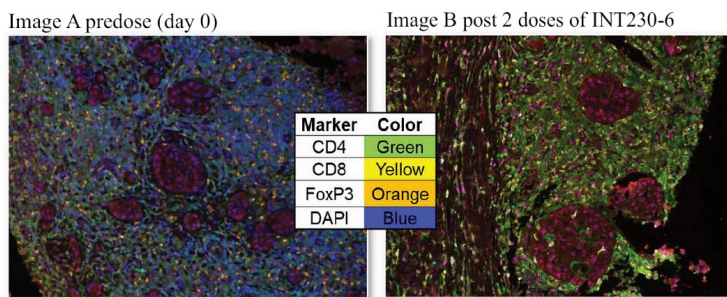 Image A predose (day 0)
Image B post 2 doses of INT230-6
Marker Color
CD4 Green
CD8 Yellow
FoxP3 Orange
DAPI Blue